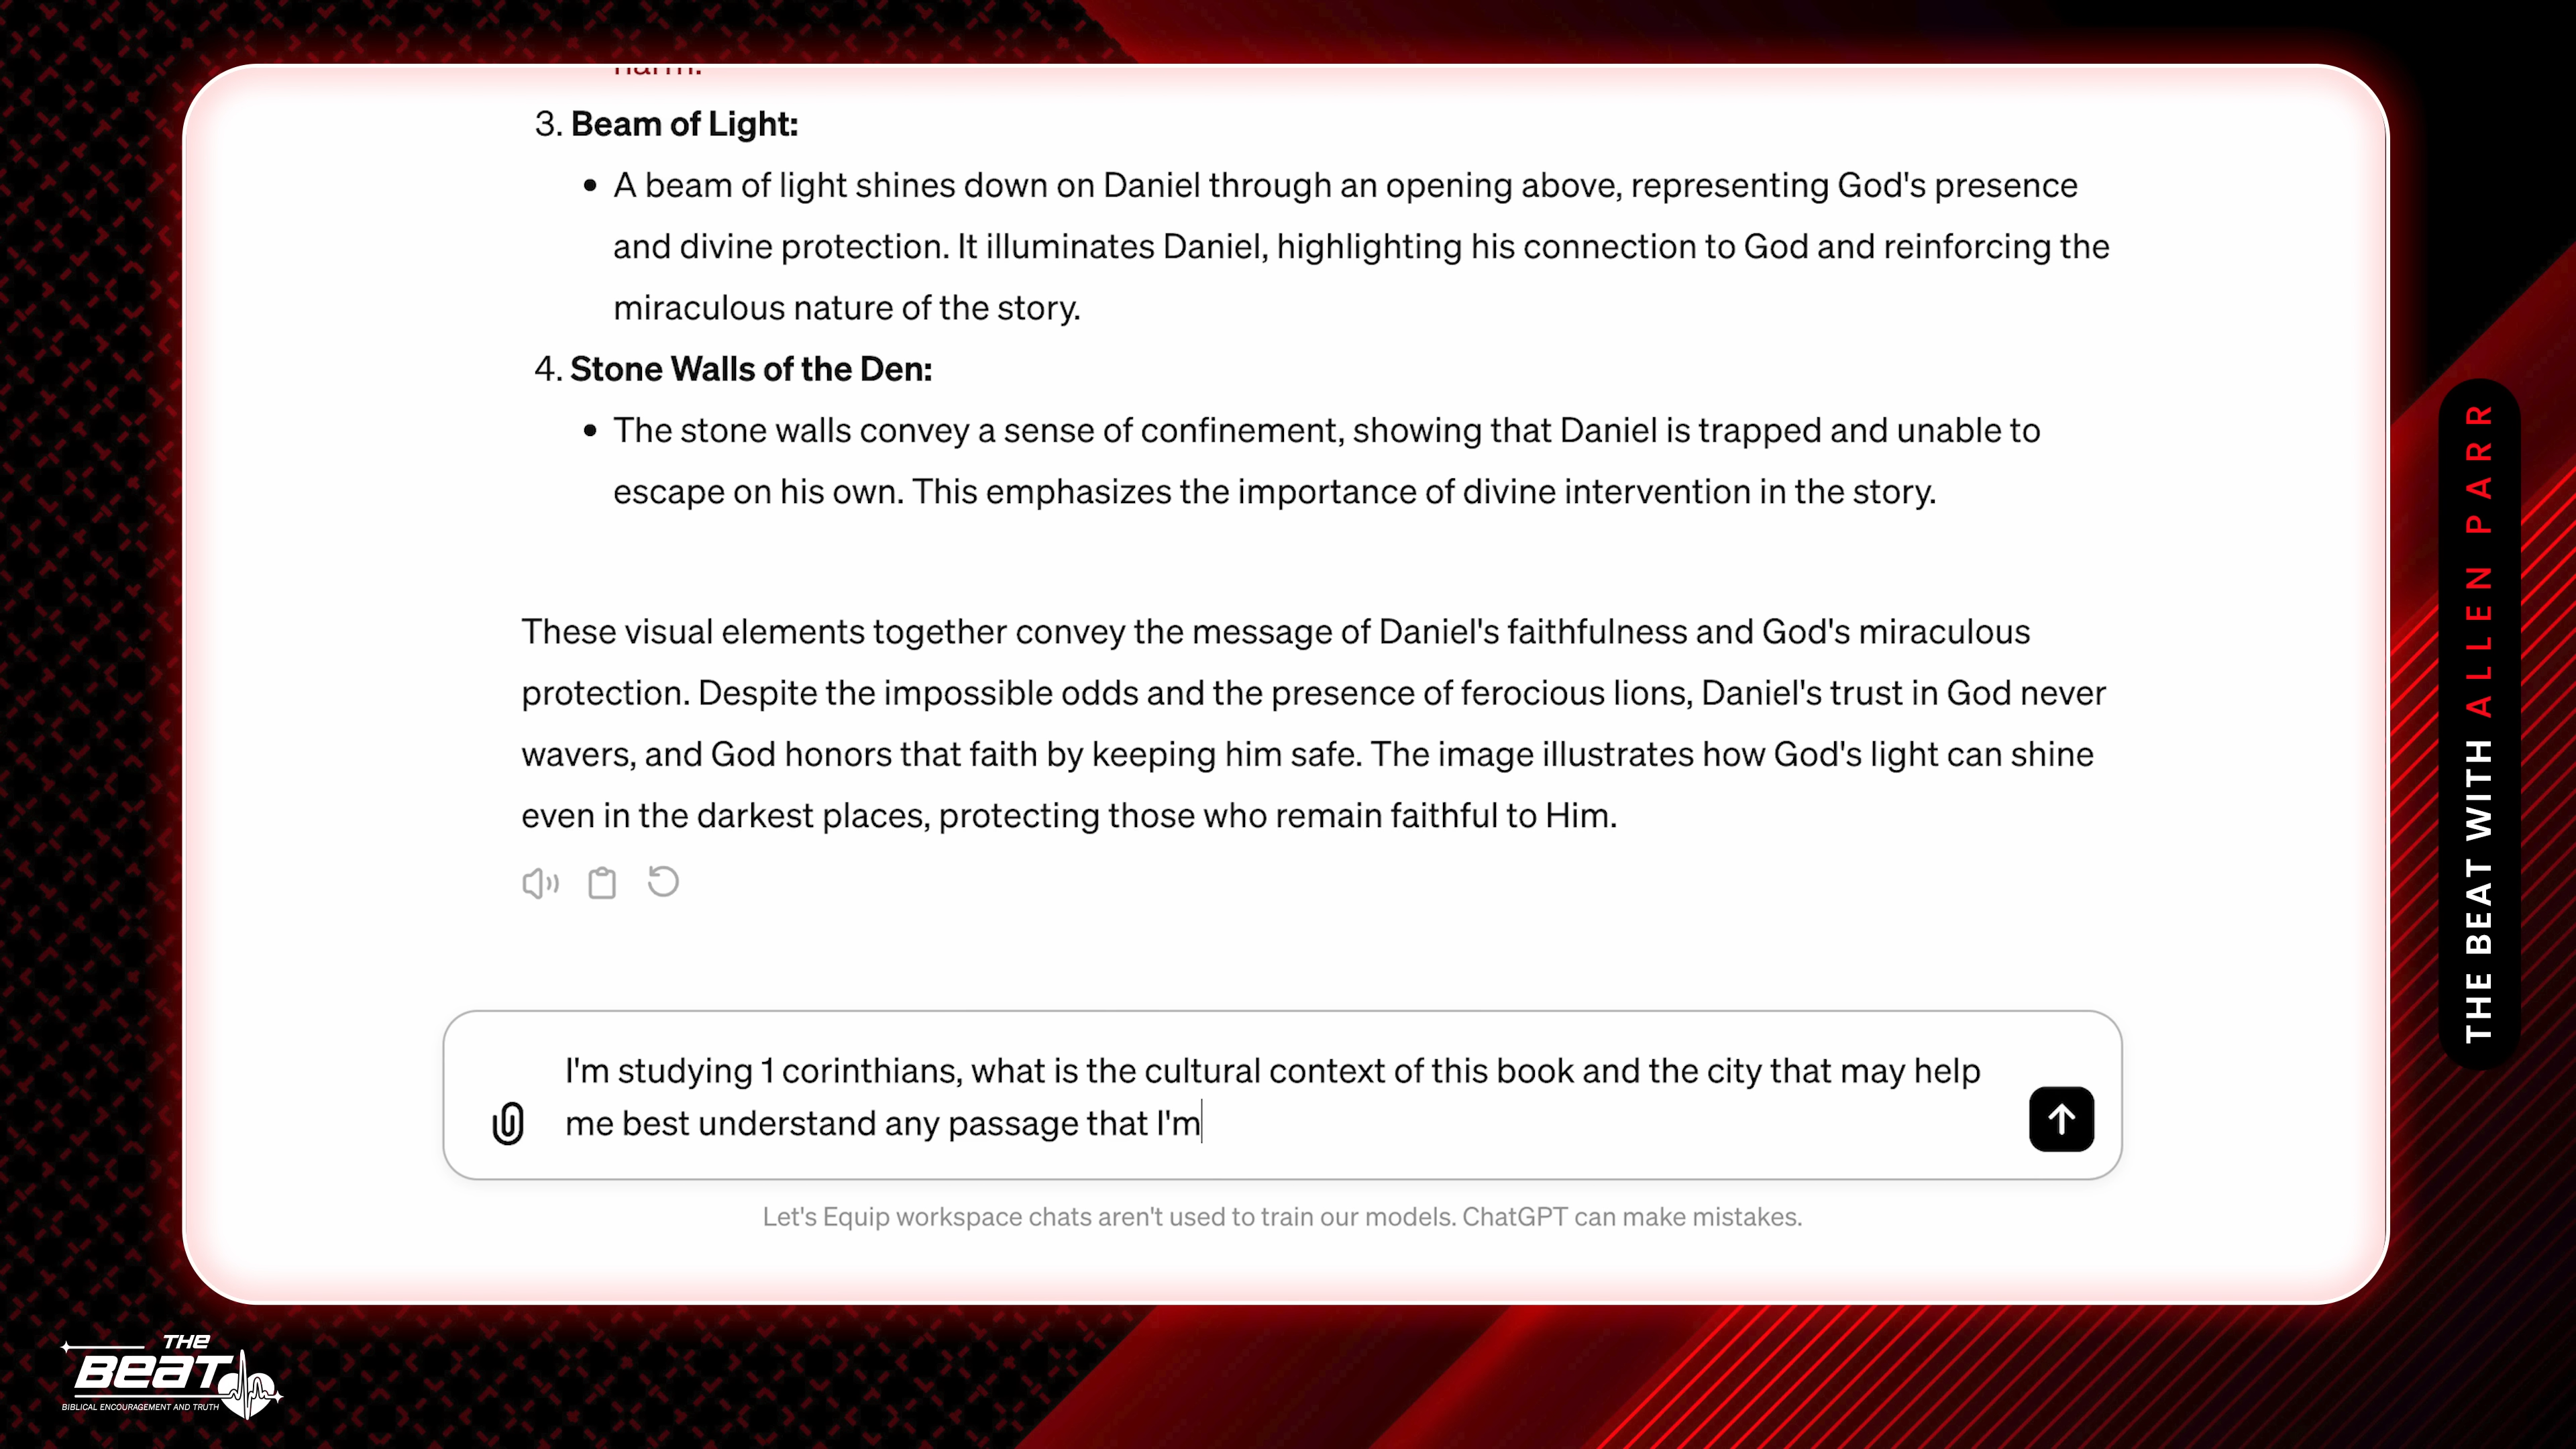 harm.
3. Beam of Light:
• A beam of light shines down on Daniel through an opening above, representing God's presence
and divine protection. It illuminates Daniel, highlighting his connection to God and reinforcing the
miraculous nature of the story.
4. Stone Walls of the Den:
• The stone walls convey a sense of confinement, showing that Daniel is trapped and unable to
escape on his own. This emphasizes the importance of divine intervention in the story.
These visual elements together convey the message of Daniel's faithfulness and God's miraculous
protection. Despite the impossible odds and the presence of ferocious lions, Daniel's trust in God never
wavers, and God honors that faith by keeping him safe. The image illustrates how God's light can shine
even in the darkest places, protecting those who remain faithful to Him.
I'm studying 1 corinthians, what is the cultural context of this book and the city that may help
me best understand any passage that I'm
Let's Equip workspace chats aren't used to train our models. ChatGPT can make mistakes.
THE BEAT WITH ALLEN PARR
THE
BEAT
BIBLICAL ENCOURAGEMENT AND TRUTH